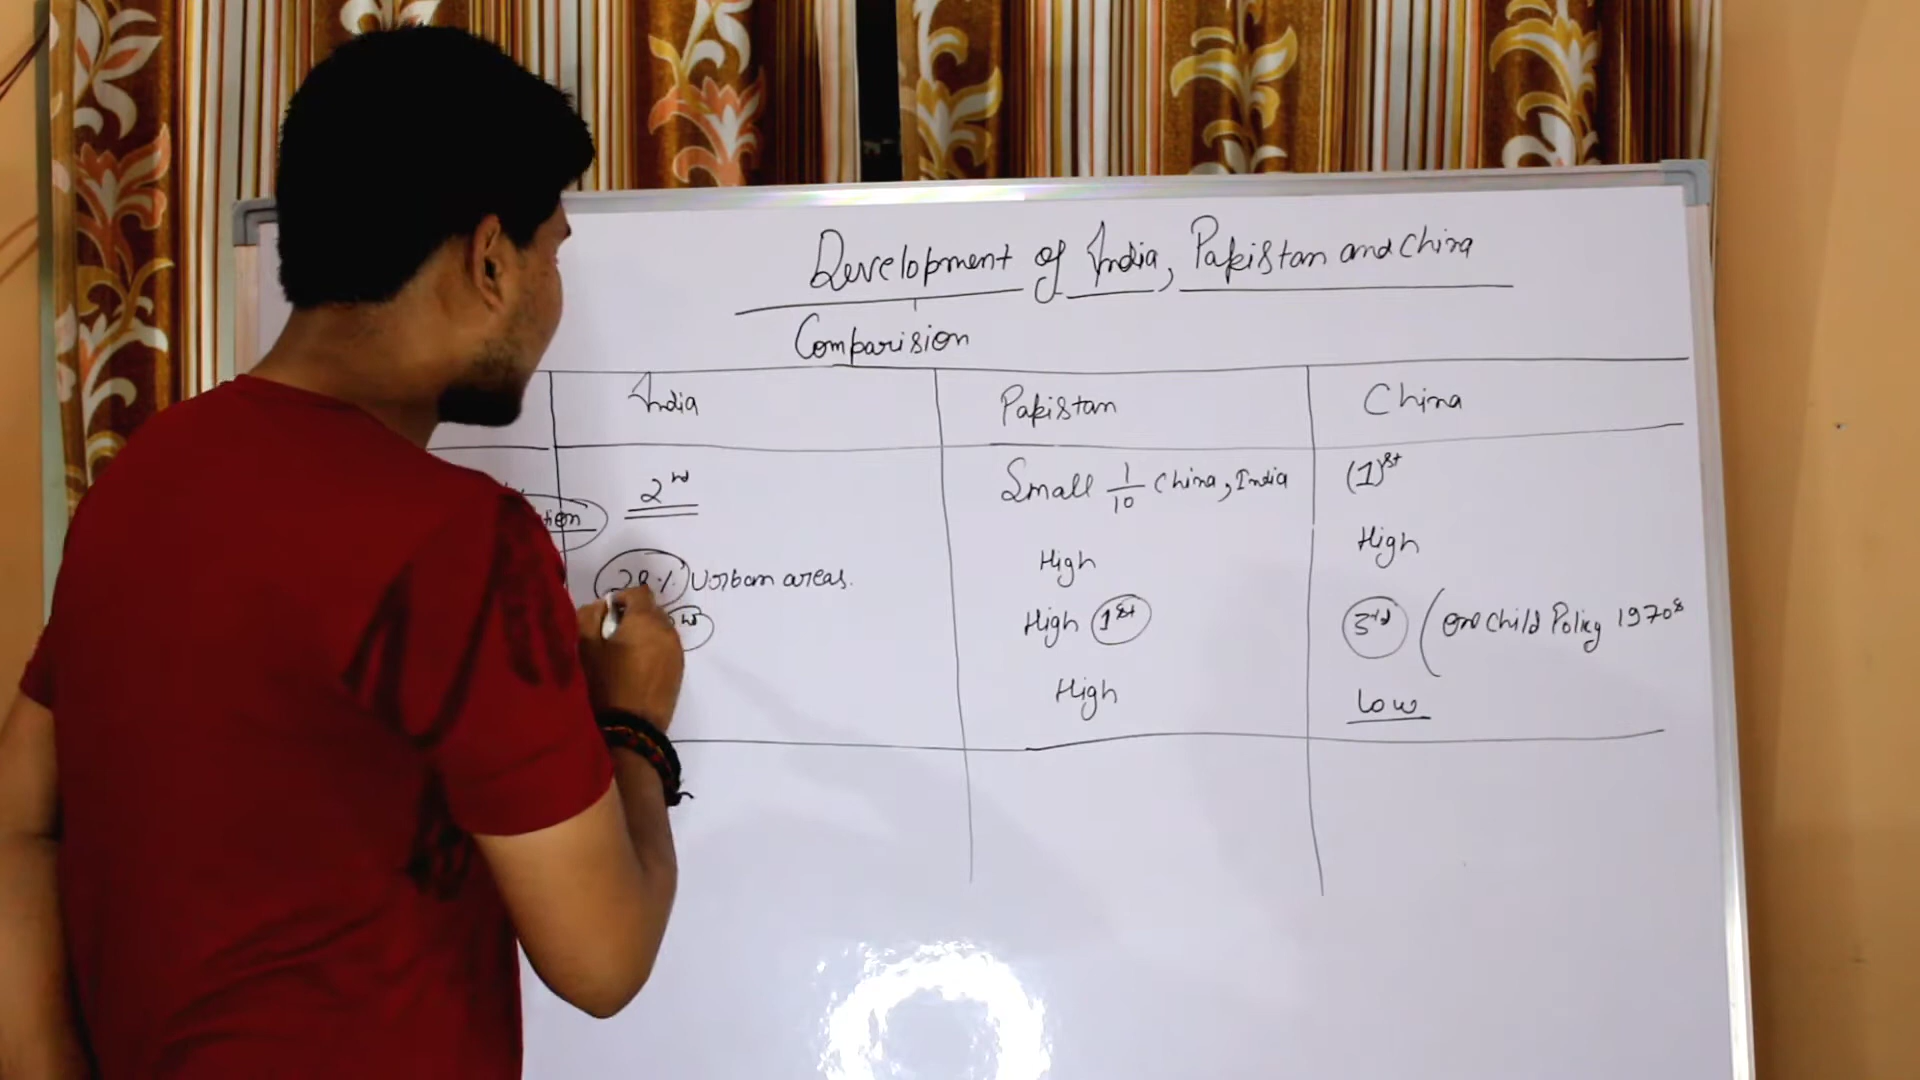 Development of India, Pakistan and China
Comparision
India Pakistan China
2nd Small 1/10 China, India (1)st
28% Urban areas. High High
High 1st 3rd (One child Policy 1970s
High Low